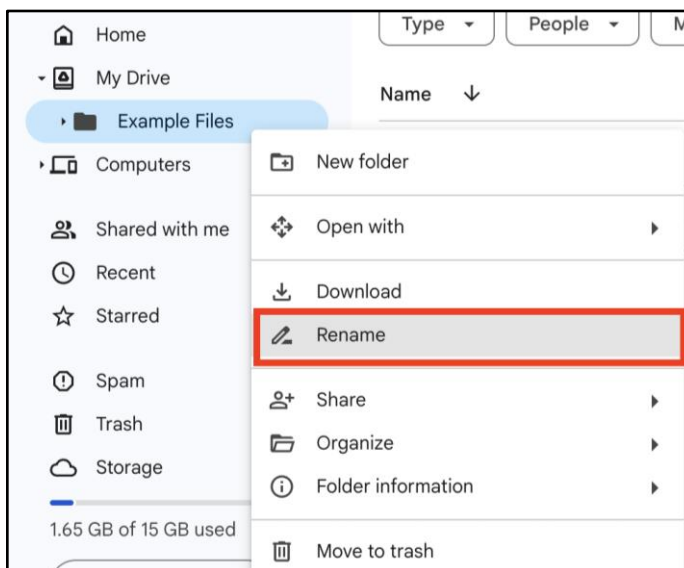 Home
My Drive
Example Files
Computers
Shared with me
Recent
Starred
Spam
Trash
Storage
1.65 GB of 15 GB used
Type
People
M
Name
New folder
Open with
Download
Rename
Share
Organize
Folder information
Move to trash